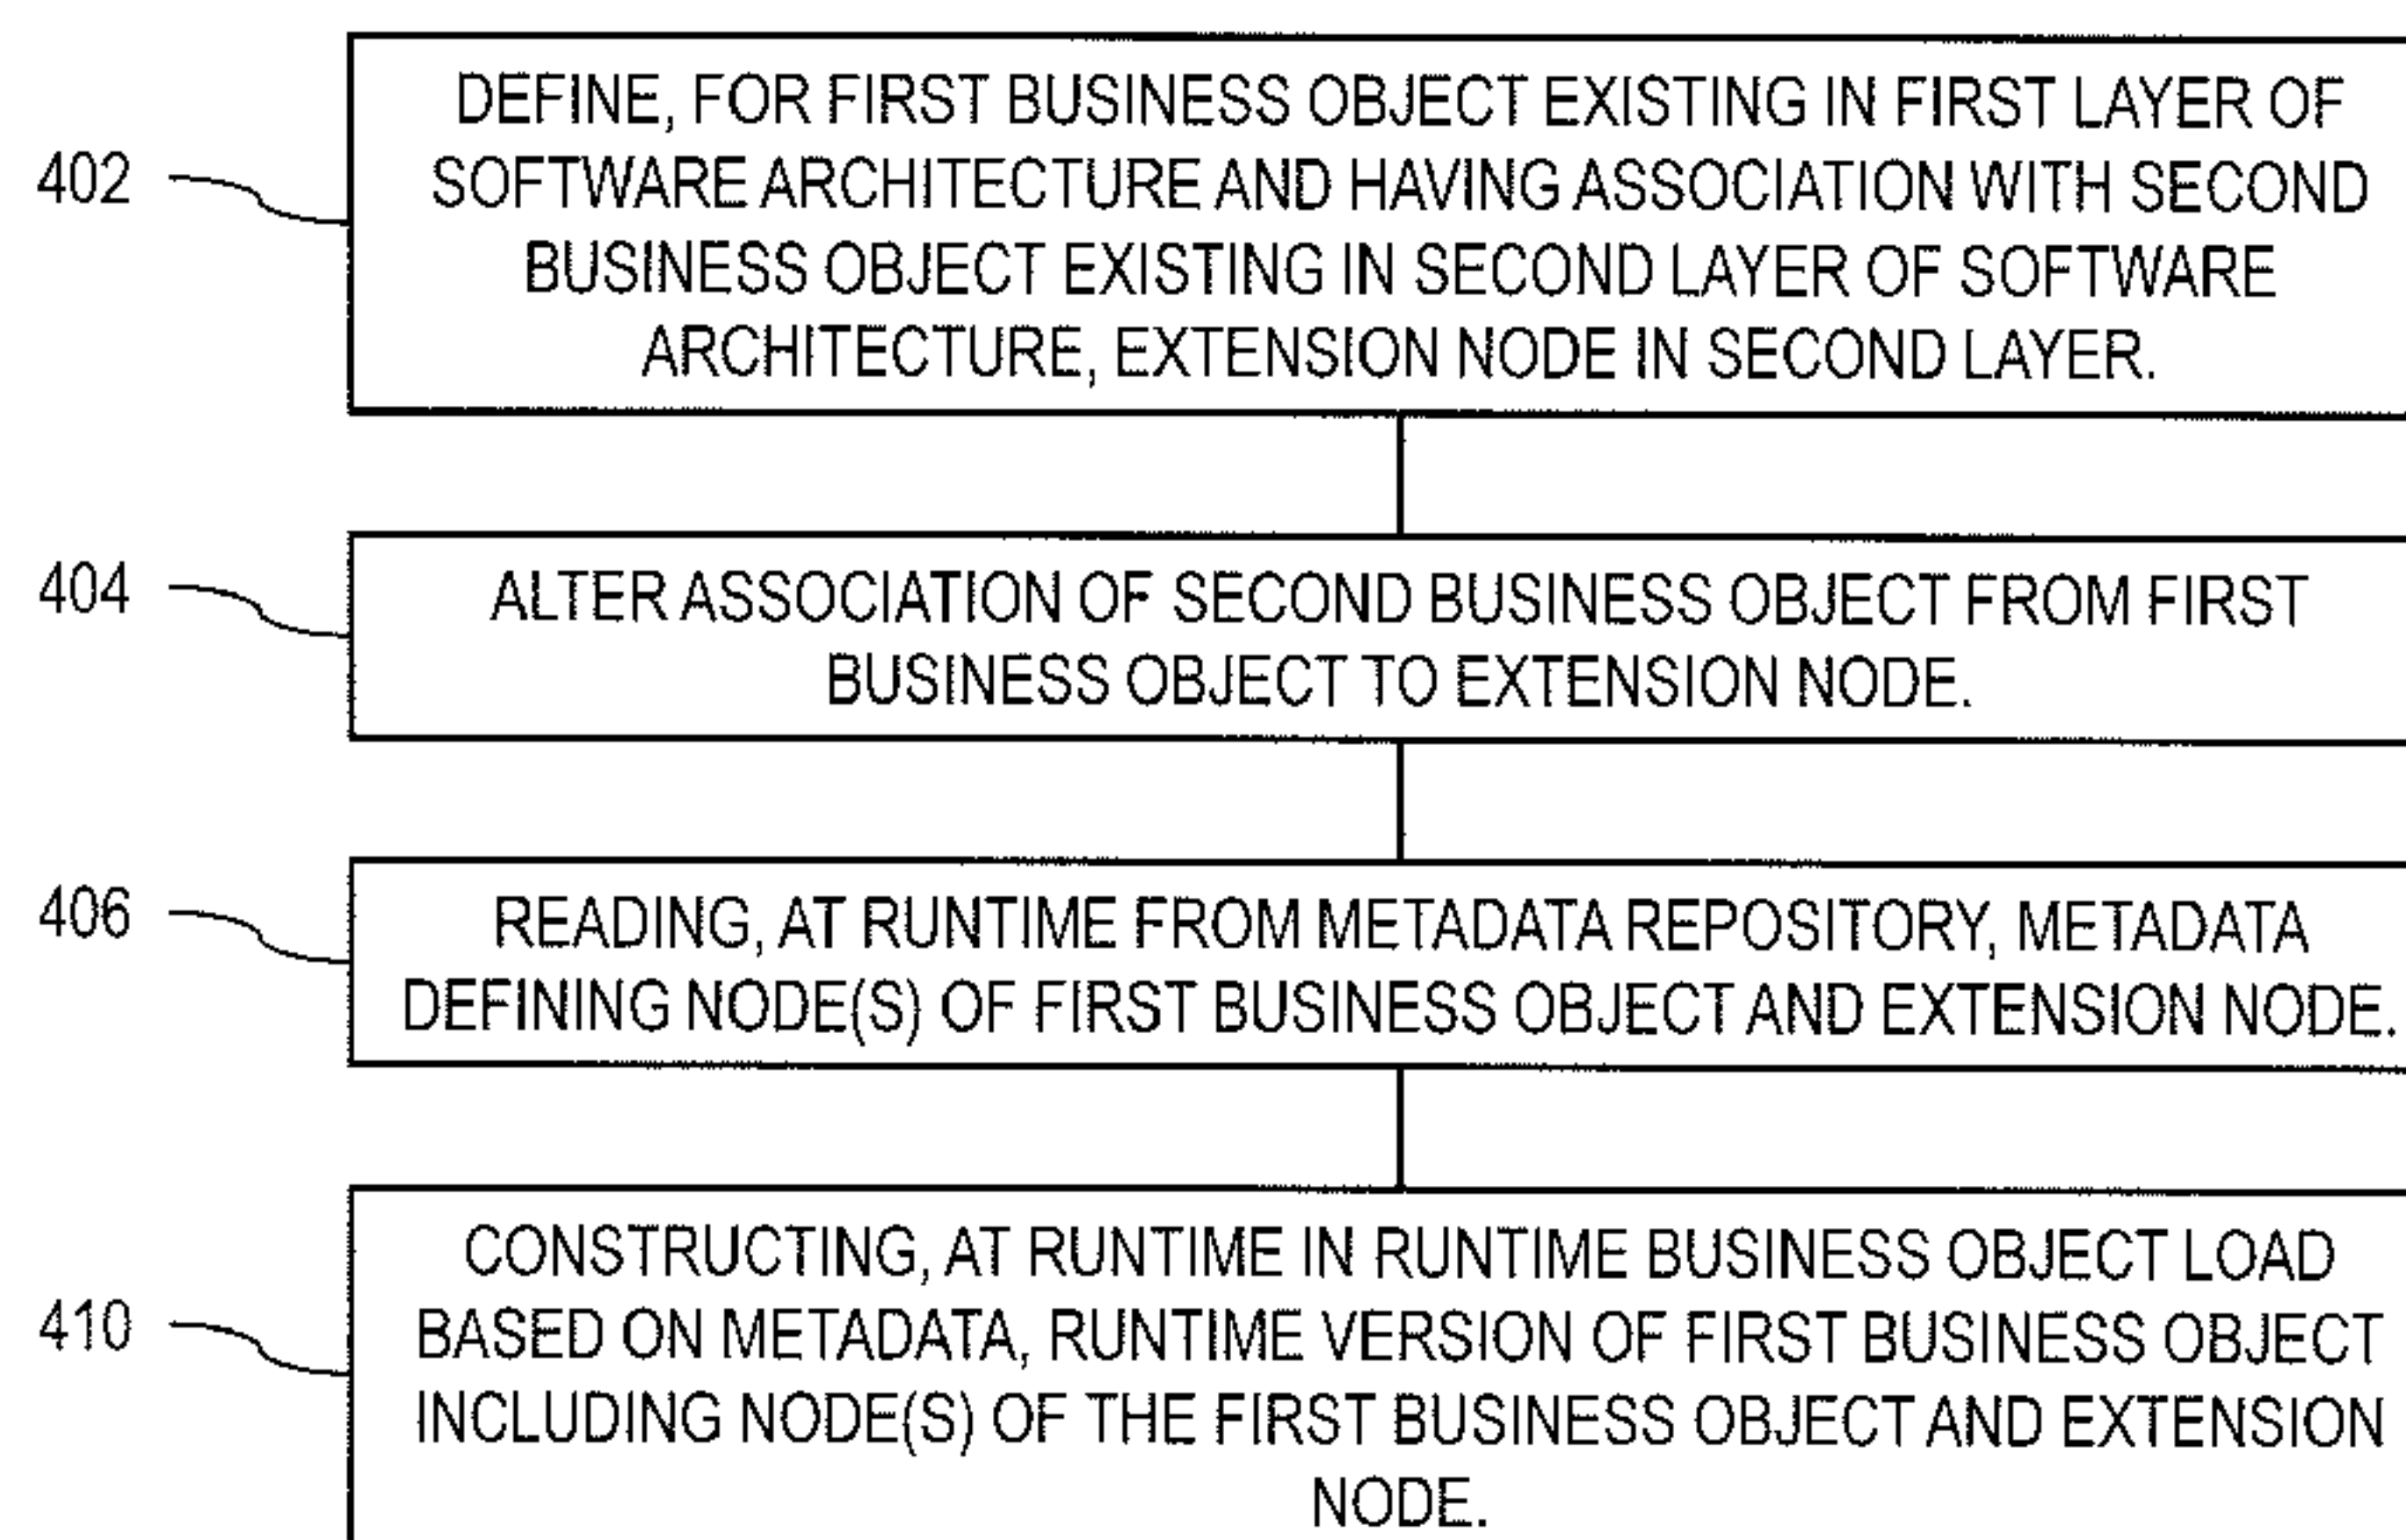 DEFINE, FOR FIRST BUSINESS OBJECT EXISTING IN FIRST LAYER OF
402
SOFTWARE ARCHITECTURE AND HAVING ASSOCIATION WITH SECOND
BUSINESS OBJECT EXISTING IN SECOND LAYER OF SOFTWARE
ARCHITECTURE, EXTENSION NODE IN SECOND LAYER.
404
ALTER ASSOCIATION OF SECOND BUSINESS OBJECT FROM FIRST
BUSINESS OBJECT TO EXTENSION NODE.
406
READING, AT RUNTIME FROM METADATA REPOSITORY, METADATA
DEFINING NODE(S) OF FIRST BUSINESS OBJECT AND EXTENSION NODE.
CONSTRUCTING, AT RUNTIME IN RUNTIME BUSINESS OBJECT LOAD
410
BASED ON METADATA, RUNTIME VERSION OF FIRST BUSINESS OBJECT
INCLUDING NODE(S) OF THE FIRST BUSINESS OBJECT AND EXTENSION
NODE.